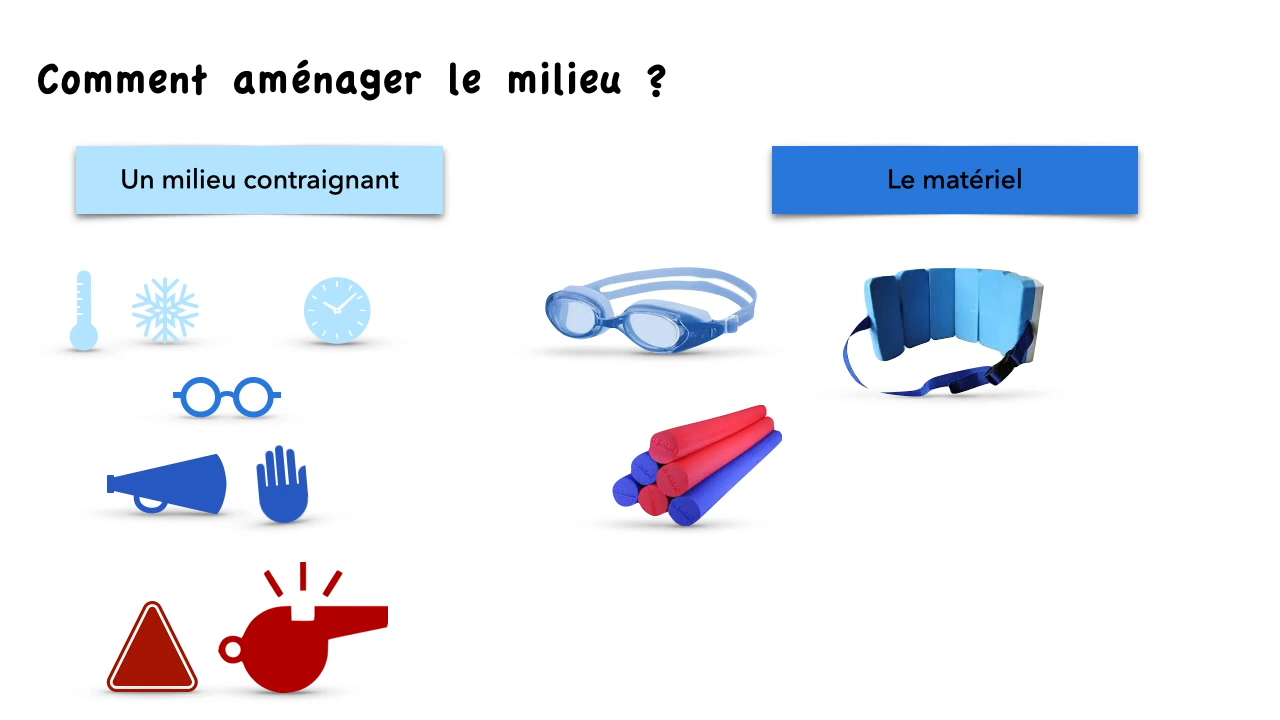 Comment aménager le milieu ?
Un milieu contraignant
Le matériel